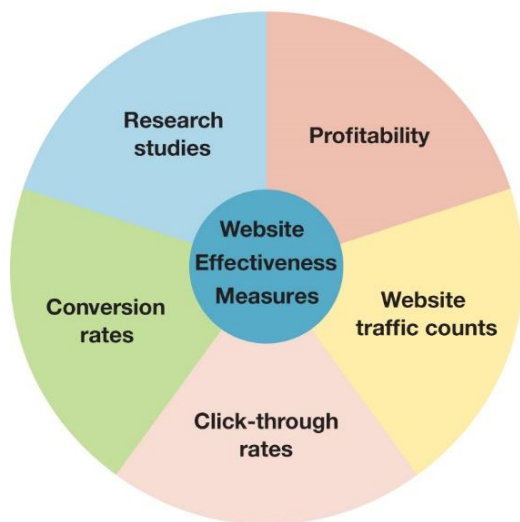 Research
studies
Profitability
Website
Effectiveness
Measures
Conversion
rates
Website
traffic counts
Click-through
rates